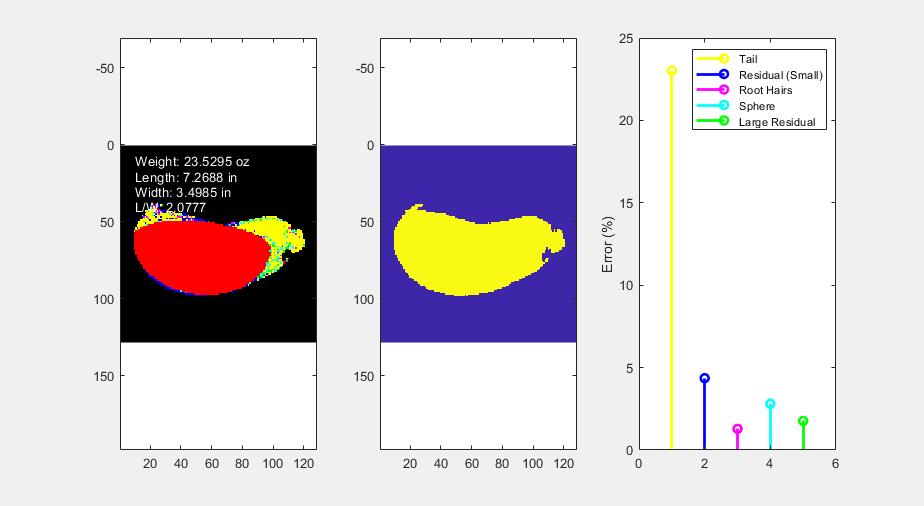 -50
0
50
100
150
20 40 60 80 100 120
Weight: 23.5295 oz
Length: 7.2688 in
Width: 3.4985 in
L/W: 2.0777
-50
0
50
100
150
20 40 60 80 100 120
Error (%)
25
20
15
10
5
0
0 2 4 6
Tail
Residual (Small)
Root Hairs
Sphere
Large Residual